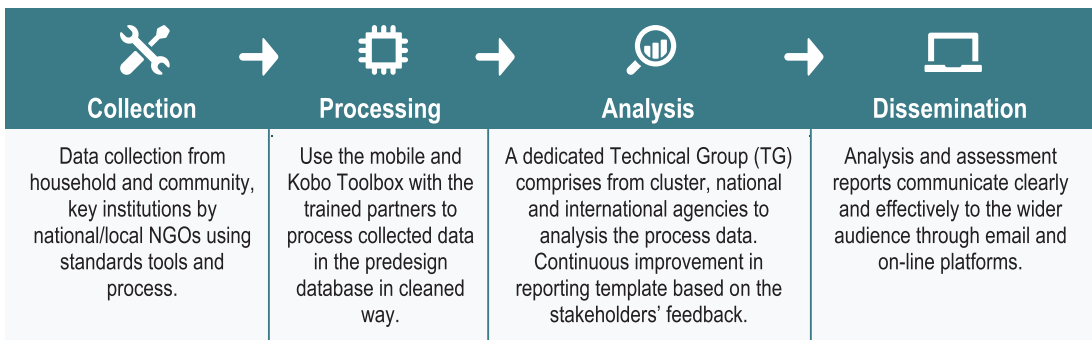 Collection
Data collection from
household and community,
key institutions by
national/local NGOs using
standards tools and
process.
Processing
Use the mobile and
Kobo Toolbox with the
trained partners to
process collected data
in the predesign
database in cleaned
way.
Analysis
A dedicated Technical Group (TG)
comprises from cluster, national
and international agencies to
analysis the process data.
Continuous improvement in
reporting template based on the
stakeholders’ feedback.
Dissemination
Analysis and assessment
reports communicate clearly
and effectively to the wider
audience through email and
on-line platforms.